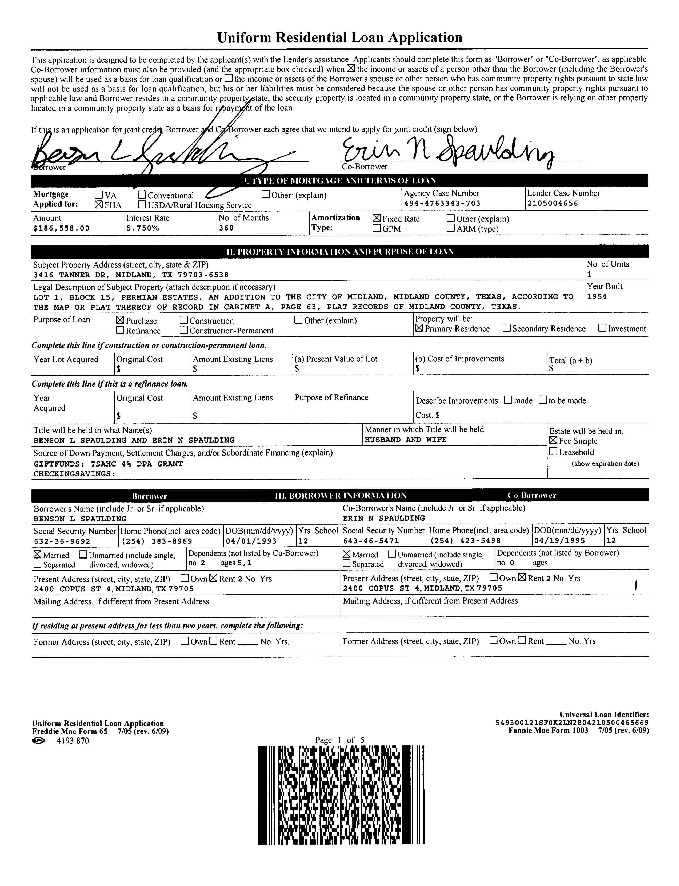 Uniform Residential Loan Application
This application is designed to be completed by the applicant(s) with the Lender's assistance. Applicants should complete this form as "Borrower" or "Co-Borrower", as applicable
Co-Borrower information must also be provided (and the appropriate box checked) when ☒ the income or assets of a person other than the Borrower (including the Borrower's
spouse) will be used as a basis for loan qualification or ☐ the income or assets of the Borrower's spouse or other person who has community property rights pursuant to state law
will not be used as a basis for loan qualification, but his or her liabilities must be considered because the spouse or other person has community property rights pursuant to
applicable law and Borrower resides in a community property state, the security property is located in a community property state, or the Borrower is relying on other property
located in a community property state as a basis for repayment of the loan
If this is an application for joint credit, Borrower and Co-Borrower each agree that we intend to apply for joint credit (sign below)
Erin N Spaulding
Borrower Co-Borrower
I. TYPE OF MORTGAGE AND TERMS OF LOAN
Mortgage ☐ VA ☐ Conventional ☐ Other (explain) Agency Case Number Lender Case Number
Applied for: ☒ FHA ☐ USDA/Rural Housing Service 494-4763343-703 2105004656
Amount Interest Rate No. of Months Amortization ☒ Fixed Rate ☐ Other (explain)
$186,558.00 5.750% 360 Type: ☐ GPM ☐ ARM (type)
II. PROPERTY INFORMATION AND PURPOSE OF LOAN
Subject Property Address (street, city, state & ZIP) No. of Units
3416 TANNER DR, MIDLAND, TX 79703-6538 1
Legal Description of Subject Property (attach description if necessary) Year Built
LOT 1, BLOCK 15, PERMIAN ESTATES, AN ADDITION TO THE CITY OF MIDLAND, MIDLAND COUNTY, TEXAS, ACCORDING TO 1954
THE MAP OR PLAT THEREOF OF RECORD IN CABINET A, PAGE 63, PLAT RECORDS OF MIDLAND COUNTY, TEXAS.
Purpose of Loan ☒ Purchase ☐ Construction ☐ Other (explain) Property will be:
☐ Refinance ☐ Construction-Permanent ☒ Primary Residence ☐ Secondary Residence ☐ Investment
Complete this line if construction or construction-permanent loan.
Year Lot Acquired Original Cost Amount Existing Liens (a) Present Value of Lot (b) Cost of Improvements Total (a + b)
$ $ $ $ $
Complete this line if this is a refinance loan.
Year Original Cost Amount Existing Liens Purpose of Refinance Describe Improvements ☐ made ☐ to be made
Acquired
$ $ Cost. $
Title will be held in what Name(s) Manner in which Title will be held Estate will be held in.
BENSON L SPAULDING AND ERIN N SPAULDING HUSBAND AND WIFE ☒ Fee Simple
Source of Down Payment, Settlement Charges, and/or Subordinate Financing (explain) ☐ Leasehold
GIFTFUNDS: TSAHC 4% DPA GRANT (show expiration date)
CHECKINGSAVINGS:
Borrower III. BORROWER INFORMATION Co-Borrower
Borrower's Name (include Jr. or Sr. if applicable) Co-Borrower's Name (include Jr or Sr if applicable)
BENSON L SPAULDING ERIN N SPAULDING
Social Security Number Home Phone(incl. area code) DOB(mm/dd/yyyy) Yrs School Social Security Number Home Phone(incl. area code) DOB(mm/dd/yyyy) Yrs School
632-36-9692 (254) 383-8969 04/01/1993 12 643-46-5471 (254) 423-5498 04/19/1995 12
☒ Married ☐ Unmarried (include single, Dependents (not listed by Co-Borrower) ☒ Married ☐ Unmarried (include single, Dependents (not listed by Borrower)
☐ Separated divorced, widowed) no 2 ages 5,1 ☐ Separated divorced, widowed) no 0 ages
Present Address (street, city, state, ZIP) ☐ Own ☒ Rent 2 No Yrs Present Address (street, city, state, ZIP) ☐ Own ☒ Rent 2 No Yrs
2400 COPUS ST 4, MIDLAND, TX 79705 2400 COPUS ST 4, MIDLAND, TX 79705
Mailing Address, if different from Present Address Mailing Address, if different from Present Address
If residing at present address for less than two years, complete the following:
Former Address (street, city, state, ZIP) ☐ Own ☐ Rent ____ No. Yrs. Former Address (street, city, state, ZIP) ☐ Own ☐ Rent ____ No. Yrs
Universal Loan Identifier:
Uniform Residential Loan Application
Freddie Mac Form 65 7/05 (rev. 6/09) Fannie Mae Form 1003 7/05 (rev. 6/09)
4193 870 Page 1 of 5